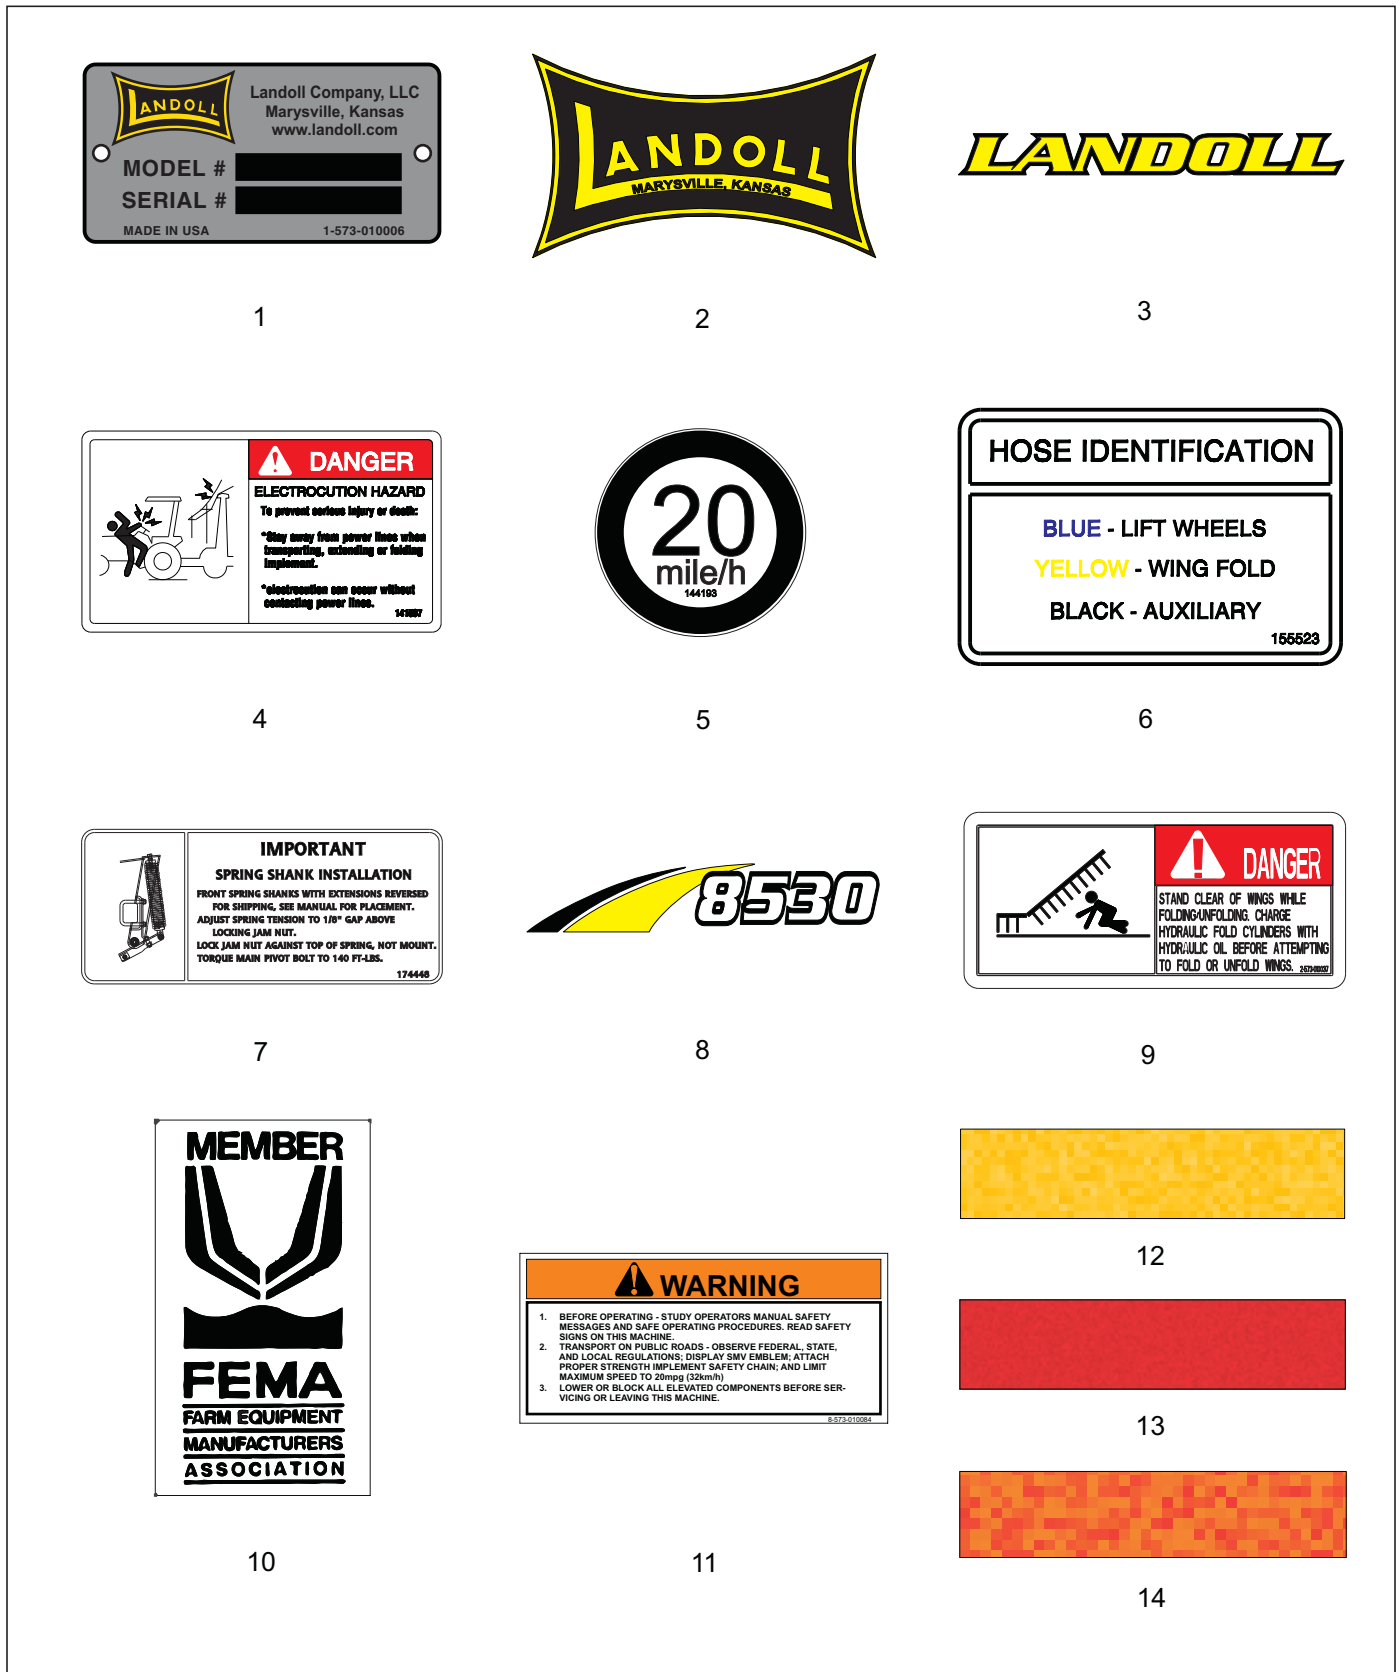 LANDOLL
Landoll Company, LLC
Marysville, Kansas
www.landoll.com
MODEL #
SERIAL #
MADE IN USA 1-573-010006
1
LANDOLL
MARYSVILLE, KANSAS
2
LANDOLL
3
DANGER
ELECTROCUTION HAZARD
To prevent serious injury or death:
*Stay away from power lines when
transporting, extending or folding
implement.
*electrocution can occur without
contacting power lines.
4
20
mile/h
144193
5
HOSE IDENTIFICATION
BLUE - LIFT WHEELS
YELLOW - WING FOLD
BLACK - AUXILIARY
155523
6
IMPORTANT
SPRING SHANK INSTALLATION
FRONT SPRING SHANKS WITH EXTENSIONS REVERSED
FOR SHIPPING, SEE MANUAL FOR PLACEMENT.
ADJUST SPRING TENSION TO 1/8" GAP ABOVE
LOCKING JAM NUT.
LOCK JAM NUT AGAINST TOP OF SPRING, NOT MOUNT.
TORQUE MAIN PIVOT BOLT TO 140 FT-LBS.
174448
7
8530
8
DANGER
STAND CLEAR OF WINGS WHILE
FOLDING/UNFOLDING. CHARGE
HYDRAULIC FOLD CYLINDERS WITH
HYDRAULIC OIL BEFORE ATTEMPTING
TO FOLD OR UNFOLD WINGS.
9
MEMBER
FEMA
FARM EQUIPMENT
MANUFACTURERS
ASSOCIATION
10
WARNING
1. BEFORE OPERATING - STUDY OPERATORS MANUAL SAFETY
MESSAGES AND SAFE OPERATING PROCEDURES. READ SAFETY
SIGNS ON THIS MACHINE.
2. TRANSPORT ON PUBLIC ROADS - OBSERVE FEDERAL, STATE,
AND LOCAL REGULATIONS; DISPLAY SMV EMBLEM; ATTACH
PROPER STRENGTH IMPLEMENT SAFETY CHAIN; AND LIMIT
MAXIMUM SPEED TO 20mpg (32km/h)
3. LOWER OR BLOCK ALL ELEVATED COMPONENTS BEFORE SER-
VICING OR LEAVING THIS MACHINE.
8-573-010084
11
12
13
14